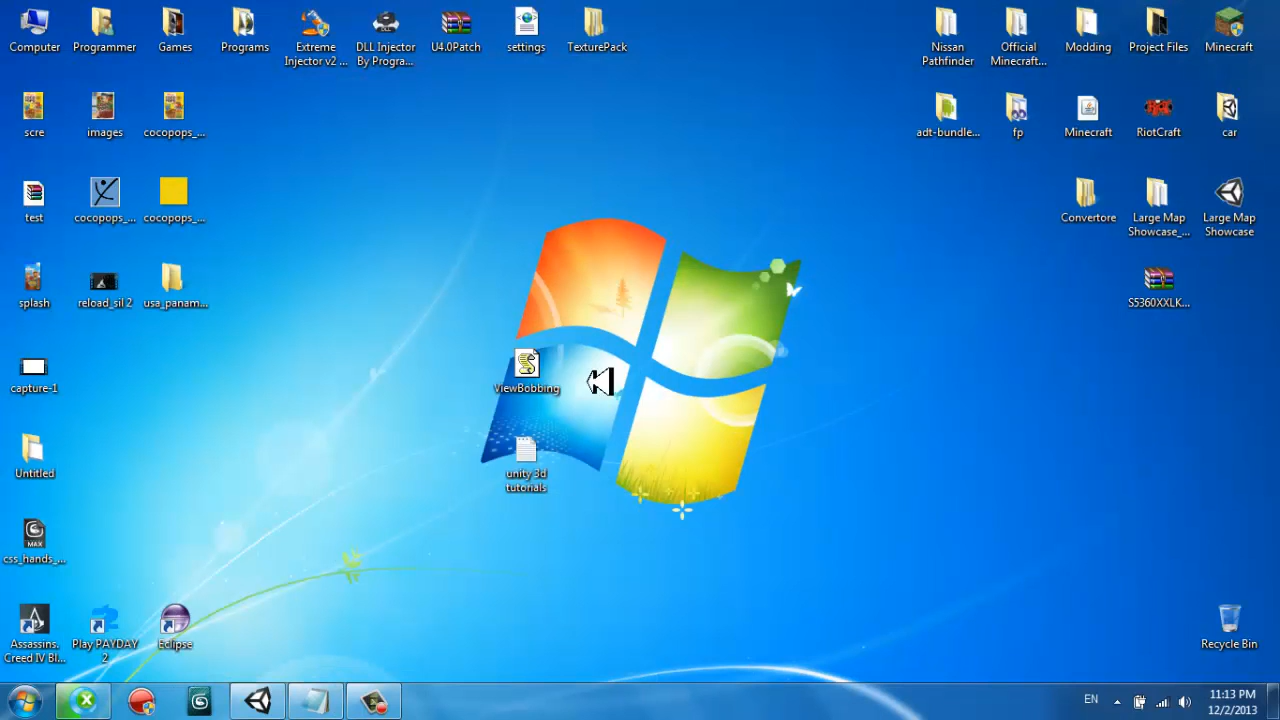 Computer
Programmer
Games
Programs
Extreme
Injector v2 ...
DLL Injector
By Progra...
U4.0Patch
settings
TexturePack
Nissan
Pathfinder
Official
Minecraft...
Modding
Project Files
Minecraft
scre
images
cocopops_...
adt-bundle...
fp
Minecraft
RiotCraft
car
test
cocopops_...
cocopops_...
Convertore
Large Map
Showcase_...
Large Map
Showcase
splash
reload_sil 2
usa_panam...
S5360XXLK...
capture-1
ViewBobbing
Untitled
unity 3d
tutorials
MAX
css_hands_...
Assassins.
Creed IV Bl...
Play PAYDAY
2
Eclipse
Recycle Bin
EN
11:13 PM
12/2/2013